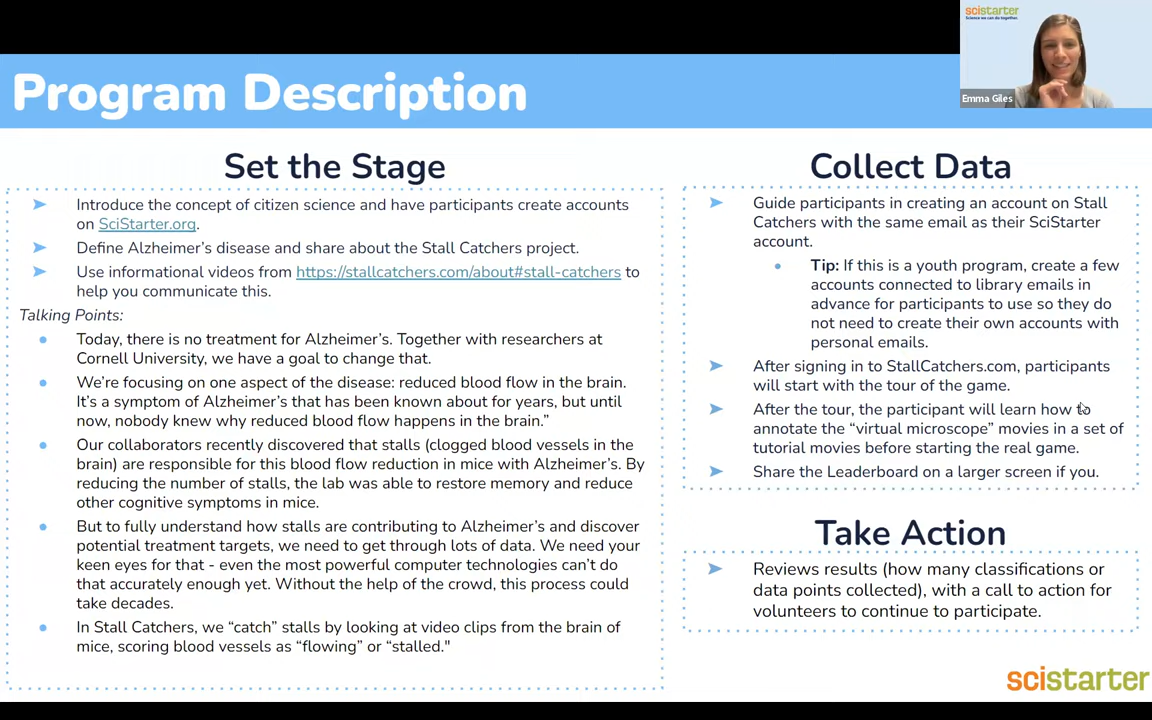 scistarter
Science we can do together.
Emma Giles
Program Description
Set the Stage
Introduce the concept of citizen science and have participants create accounts
on SciStarter.org.
Define Alzheimer's disease and share about the Stall Catchers project.
Use informational videos from https://stallcatchers.com/about#stall-catchers to
help you communicate this.
Talking Points:
Today, there is no treatment for Alzheimer's. Together with researchers at
Cornell University, we have a goal to change that.
We're focusing on one aspect of the disease: reduced blood flow in the brain.
It's a symptom of Alzheimer's that has been known about for years, but until
now, nobody knew why reduced blood flow happens in the brain."
Our collaborators recently discovered that stalls (clogged blood vessels in the
brain) are responsible for this blood flow reduction in mice with Alzheimer's. By
reducing the number of stalls, the lab was able to restore memory and reduce
other cognitive symptoms in mice.
But to fully understand how stalls are contributing to Alzheimer's and discover
potential treatment targets, we need to get through lots of data. We need your
keen eyes for that - even the most powerful computer technologies can't do
that accurately enough yet. Without the help of the crowd, this process could
take decades.
In Stall Catchers, we “catch” stalls by looking at video clips from the brain of
mice, scoring blood vessels as “flowing” or “stalled."
Collect Data
Guide participants in creating an account on Stall
Catchers with the same email as their SciStarter
account.
Tip: If this is a youth program, create a few
accounts connected to library emails in
advance for participants to use so they do
not need to create their own accounts with
personal emails.
After signing in to StallCatchers.com, participants
will start with the tour of the game.
After the tour, the participant will learn how to
annotate the “virtual microscope” movies in a set of
tutorial movies before starting the real game.
Share the Leaderboard on a larger screen if you.
Take Action
Reviews results (how many classifications or
data points collected), with a call to action for
volunteers to continue to participate.
scistarter